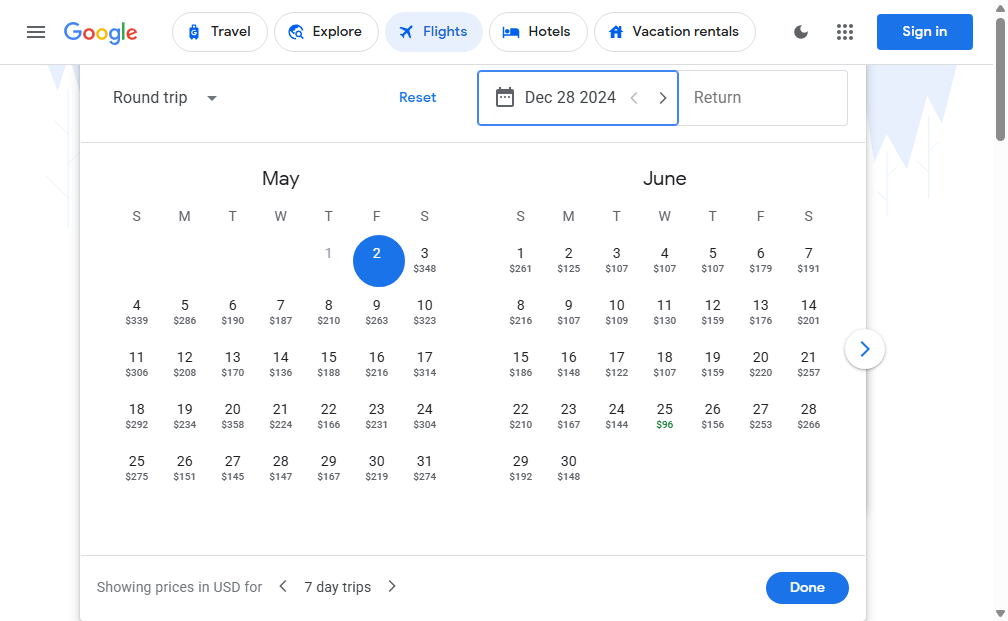 Google
Travel
Explore
Flights
Hotels
Vacation rentals
Sign in
Round trip
Reset
Dec 28 2024
Return
May
S M T W T F S
1 2 3
$348
4 5 6 7 8 9 10
$339 $286 $190 $187 $210 $263 $323
11 12 13 14 15 16 17
$306 $208 $170 $136 $188 $216 $314
18 19 20 21 22 23 24
$292 $234 $358 $224 $166 $231 $304
25 26 27 28 29 30 31
$275 $151 $145 $147 $167 $219 $274
June
S M T W T F S
1 2 3 4 5 6 7
$261 $125 $107 $107 $107 $179 $191
8 9 10 11 12 13 14
$216 $107 $109 $130 $159 $176 $201
15 16 17 18 19 20 21
$186 $148 $122 $107 $159 $220 $257
22 23 24 25 26 27 28
$210 $167 $144 $96 $156 $253 $266
29 30
$192 $148
Showing prices in USD for
7 day trips
Done